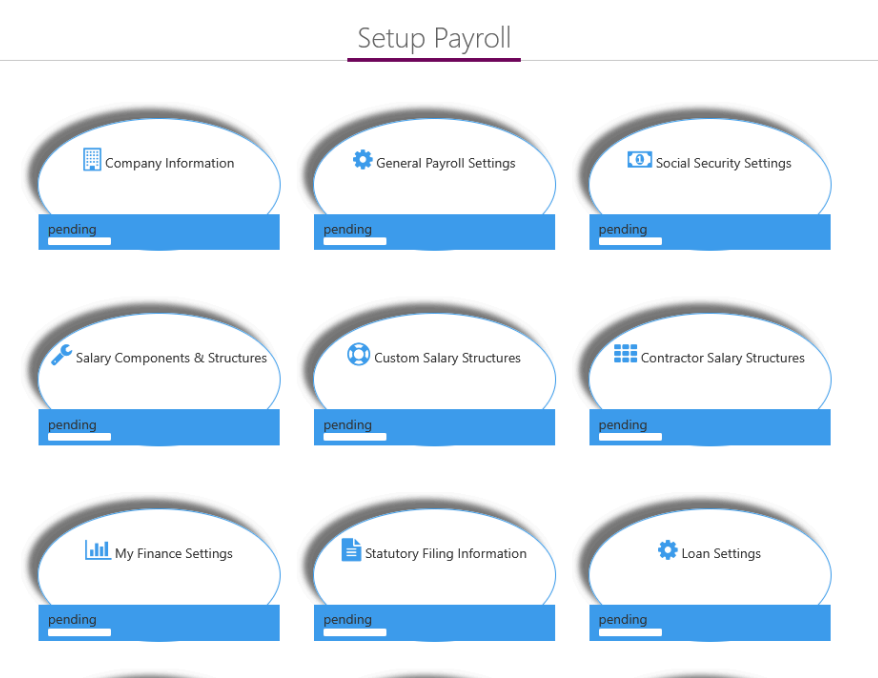 Setup Payroll
Company Information
General Payroll Settings
Social Security Settings
pending
pending
pending
Salary Components & Structures
Custom Salary Structures
Contractor Salary Structures
pending
pending
pending
My Finance Settings
Statutory Filing Information
Loan Settings
pending
pending
pending